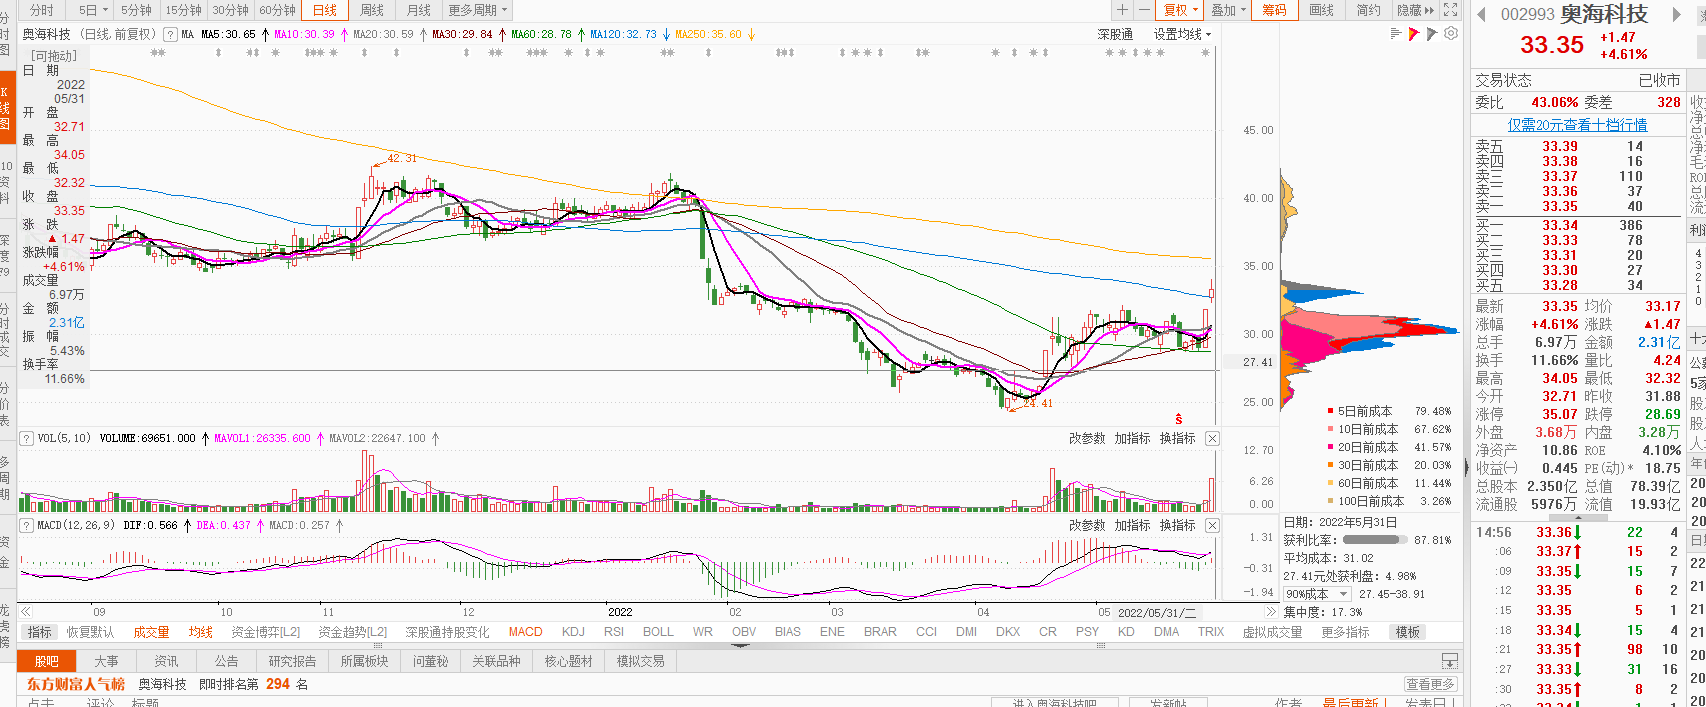 分时 5日 5分钟 15分钟 30分钟 60分钟 日线 周线 月线 更多周期 复权 叠加 筹码 画线 简约 隐藏
奥海科技 (日线,前复权) ? MA MA5:30.65 MA10:30.39 MA20:30.59 MA30:29.84 MA60:28.78 MA120:32.73 MA250:35.60 深股通 设置均线
[可拖动]
日 期
2022
05/31
开 盘
32.71
最 高
34.05
最 低
32.32
收 盘
33.35
涨 跌
▲ 1.47
涨跌幅
+4.61%
成交量
6.97万
金 额
2.31亿
振 幅
5.43%
换手率
11.66%
42.31
24.41
45.00
40.00
35.00
30.00
27.41
25.00
S
VOL(5,10) VOLUME:69651.000 MAVOL1:26335.600 MAVOL2:22647.100 改参数 加指标 换指标
12.70
6.26
0.00
MACD(12,26,9) DIF:0.566 DEA:0.437 MACD:0.257 改参数 加指标 换指标
1.31
-0.31
-1.94
09 10 11 12 2022 02 03 04 05 2022/05/31/二
5日前成本 79.48%
10日前成本 67.62%
20日前成本 41.57%
30日前成本 20.03%
60日前成本 11.44%
100日前成本 3.26%
日期: 2022年5月31日
获利比率: 87.81%
平均成本: 31.02
27.41元处获利盘: 4.98%
90%成本 27.45-38.91
集中度: 17.3%
指标 恢复默认 成交量 均线 资金博弈[L2] 资金趋势[L2] 深股通持股变化 MACD KDJ RSI BOLL WR OBV BIAS ENE BRAR CCI DMI DKX CR PSY KD DMA TRIX 虚拟成交量 更多指标 模板
股吧 大事 资讯 公告 研究报告 所属板块 问董秘 关联品种 核心题材 模拟交易
东方财富人气榜 奥海科技 即时排名第 294 名 查看更多
点击 评论 标题 进入奥海科技吧 发新帖 作者 最后更新 发表日
002993 奥海科技
33.35 +1.47
+4.61%
交易状态 已收市
委比 43.06% 委差 328
仅需20元查看十档行情
卖五 33.39 14
卖四 33.38 16
卖三 33.37 110
卖二 33.36 37
卖一 33.35 40
买一 33.34 386
买二 33.33 78
买三 33.31 20
买四 33.30 27
买五 33.28 34
最新 33.35 均价 33.17
涨幅 +4.61% 涨跌 ▲1.47
总手 6.97万 金额 2.31亿
换手 11.66% 量比 4.24
最高 34.05 最低 32.32
今开 32.71 昨收 31.88
涨停 35.07 跌停 28.69
外盘 3.68万 内盘 3.28万
净资产 10.86 ROE 4.10%
收益(一) 0.445 PE(动)* 18.75
总股本 2.350亿 总值 78.39亿
流通股 5976万 流值 19.93亿
14:56 33.36 22 4
:06 33.37 15 2
:09 33.35 15 7
:12 33.35 6 2
:15 33.35 5 1
:18 33.34 15 4
:21 33.35 98 10
:27 33.33 31 16
:30 33.35 8 2